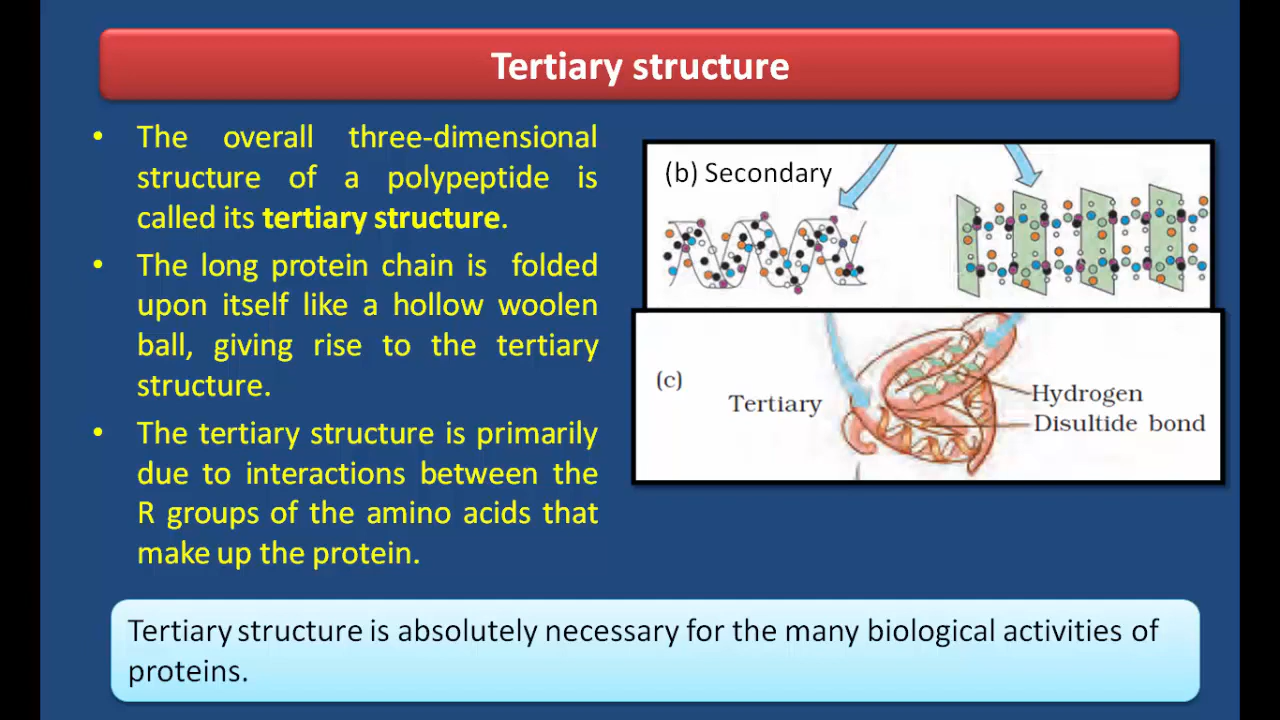 Tertiary structure
• The overall three-dimensional
structure of a polypeptide is
called its tertiary structure.
• The long protein chain is folded
upon itself like a hollow woolen
ball, giving rise to the tertiary
structure.
• The tertiary structure is primarily
due to interactions between the
R groups of the amino acids that
make up the protein.
(b) Secondary
(c)
Tertiary
Hydrogen
Disultide bond
Tertiary structure is absolutely necessary for the many biological activities of
proteins.